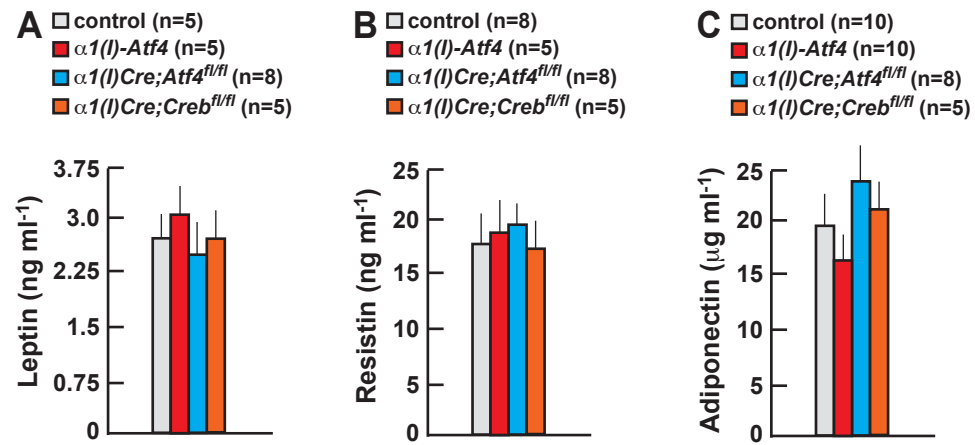 A
control (n=5)
α1(I)-Atf4 (n=5)
α1(I)Cre;Atf4fl/fl (n=8)
α1(I)Cre;Crebfl/fl (n=5)
Leptin (ng ml-1)
3.75
3.0
2.25
1.5
0.75
0
B
control (n=8)
α1(I)-Atf4 (n=5)
α1(I)Cre;Atf4fl/fl (n=8)
α1(I)Cre;Crebfl/fl (n=5)
Resistin (ng ml-1)
25
20
15
10
5
0
C
control (n=10)
α1(I)-Atf4 (n=10)
α1(I)Cre;Atf4fl/fl (n=8)
α1(I)Cre;Crebfl/fl (n=5)
Adiponectin (μg ml-1)
25
20
15
10
5
0